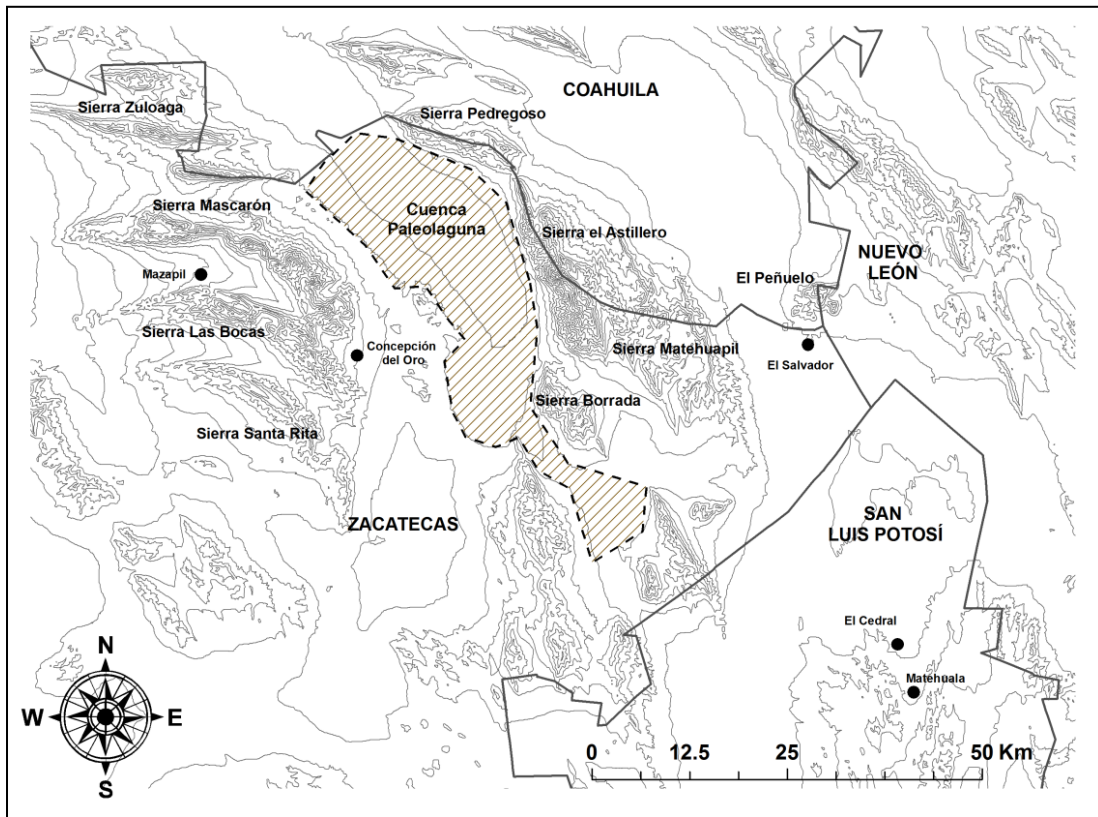 COAHUILA
Sierra Zuloaga
Sierra Pedregoso
Sierra Mascarón
Cuenca
Paleolaguna
Sierra el Astillero
NUEVO
LEÓN
Mazapil
El Peñuelo
Sierra Las Bocas
Concepción
del Oro
Sierra Matehuapil
El Salvador
Sierra Borrada
Sierra Santa Rita
ZACATECAS
SAN
LUIS POTOSÍ
El Cedral
Matehuala
N
W E
S
0 12.5 25 50 Km